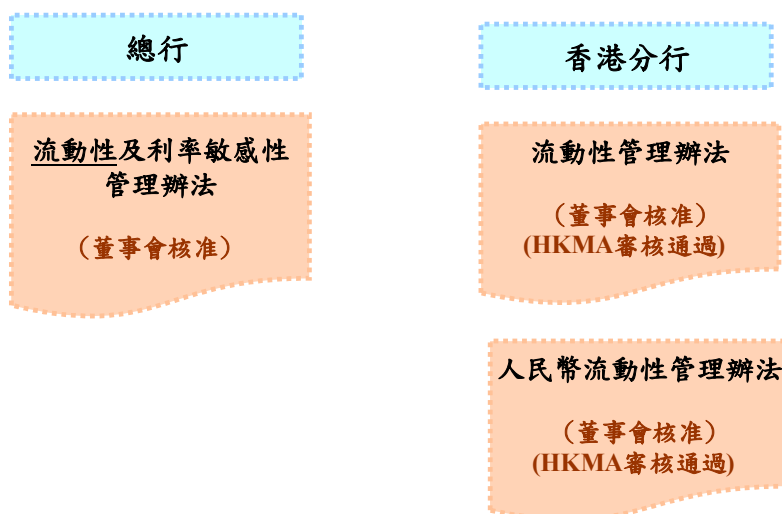 總行
流動性及利率敏感性
管理辦法
（董事會核准）
香港分行
流動性管理辦法
（董事會核准）
(HKMA審核通過)
人民幣流動性管理辦法
（董事會核准）
(HKMA審核通過)